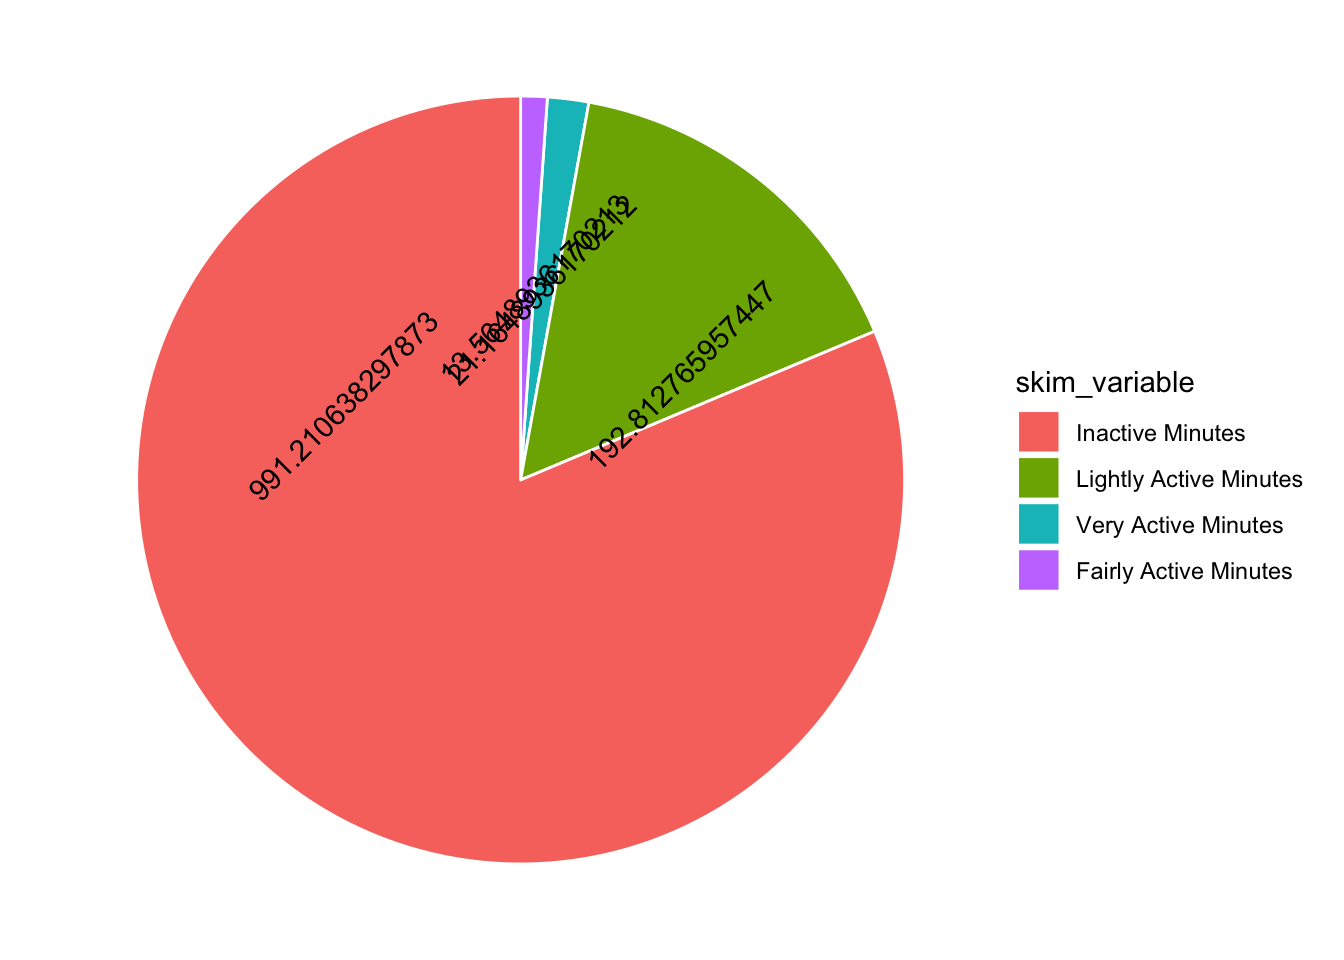 991.210638297873
192.812765957447
skim_variable
Inactive Minutes
Lightly Active Minutes
Very Active Minutes
Fairly Active Minutes